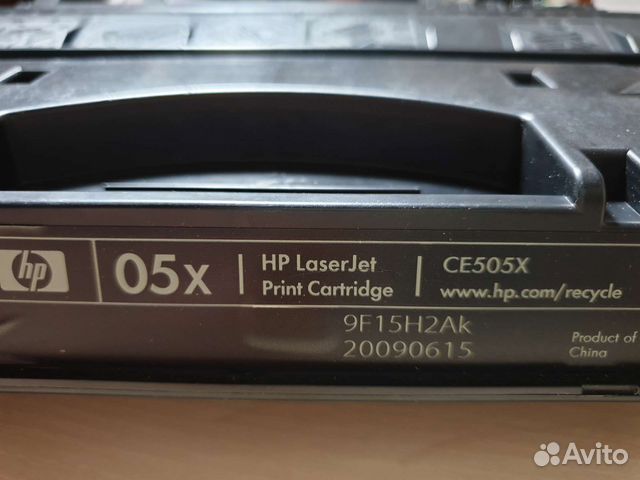 hp
05x
HP LaserJet
Print Cartridge
CE505X
www.hp.com/recycle
9F15H2Ak
20090615
Product of
China
Avito